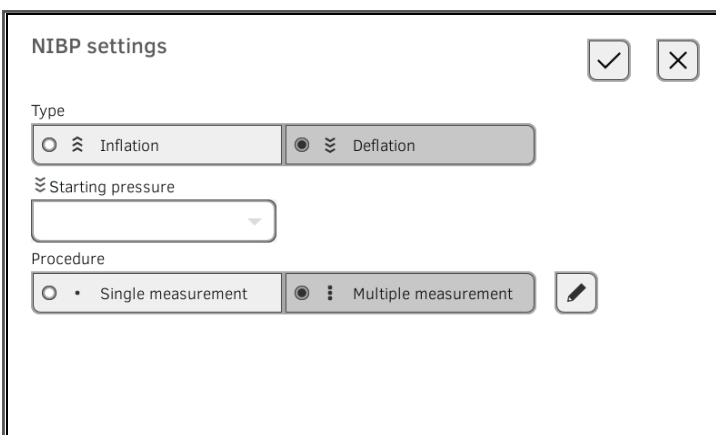 NIBP settings
Type
Inflation
Deflation
Starting pressure
Procedure
Single measurement
Multiple measurement